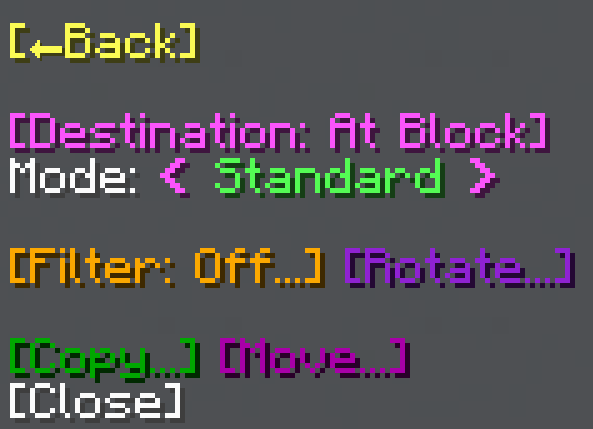 [←Back]
[Destination: At Block]
Mode: < Standard >
[Filter: Off...] [Rotate...]
[Copy...] [Move...]
[Close]